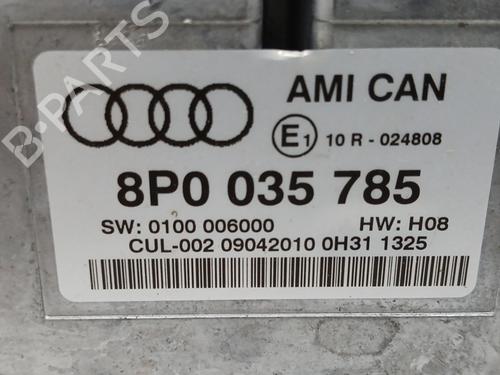 B-PARTS
AMI CAN
E1 10 R - 024808
8P0 035 785
SW: 0100 006000 HW: H08
CUL-002 09042010 0H31 1325